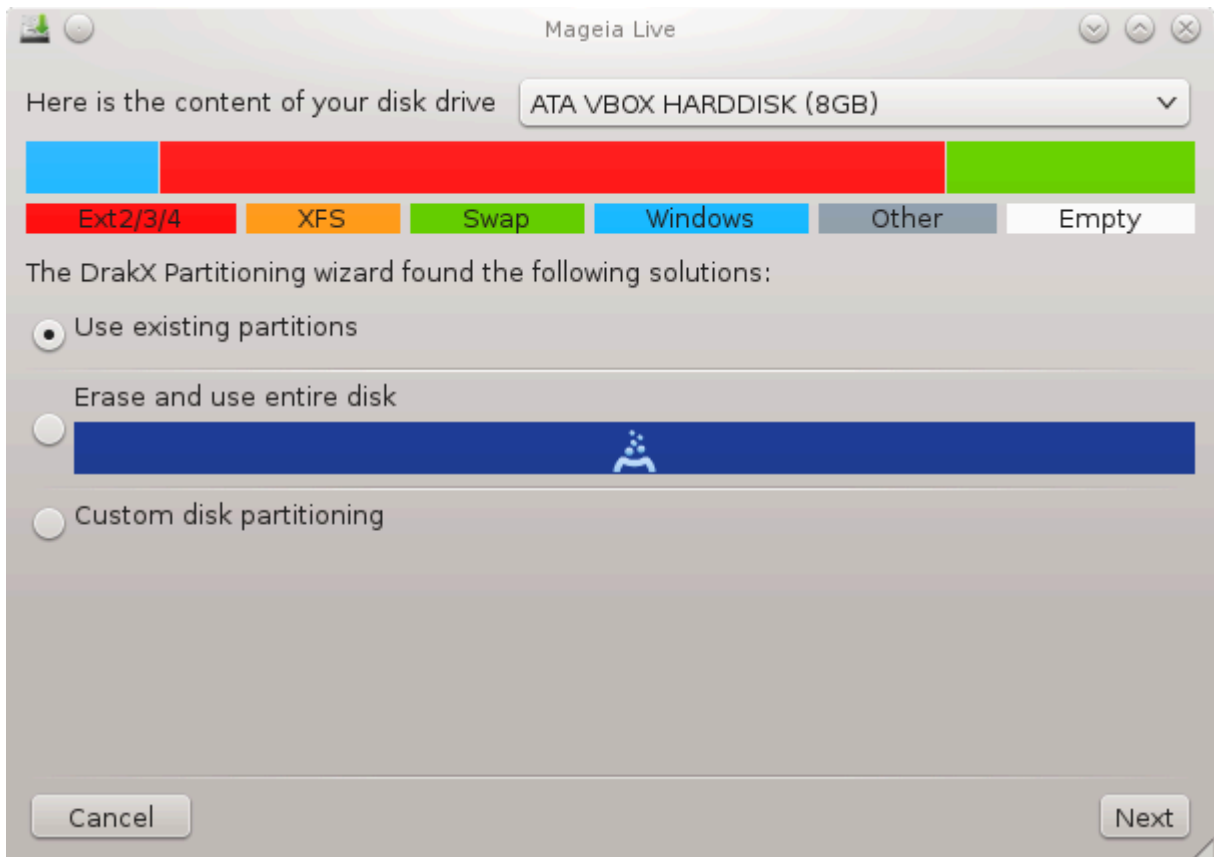 Mageia Live
Here is the content of your disk drive ATA VBOX HARDDISK (8GB)
Ext2/3/4 XFS Swap Windows Other Empty
The DrakX Partitioning wizard found the following solutions:
Use existing partitions
Erase and use entire disk
Custom disk partitioning
Cancel Next